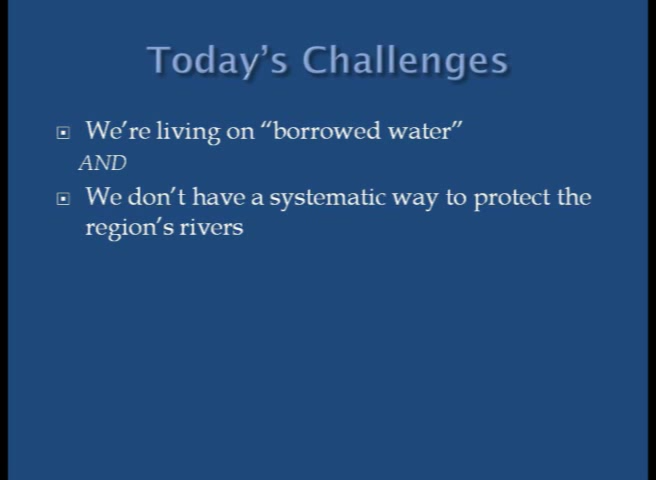 Today's Challenges
We're living on “borrowed water”
AND
We don't have a systematic way to protect the
region's rivers